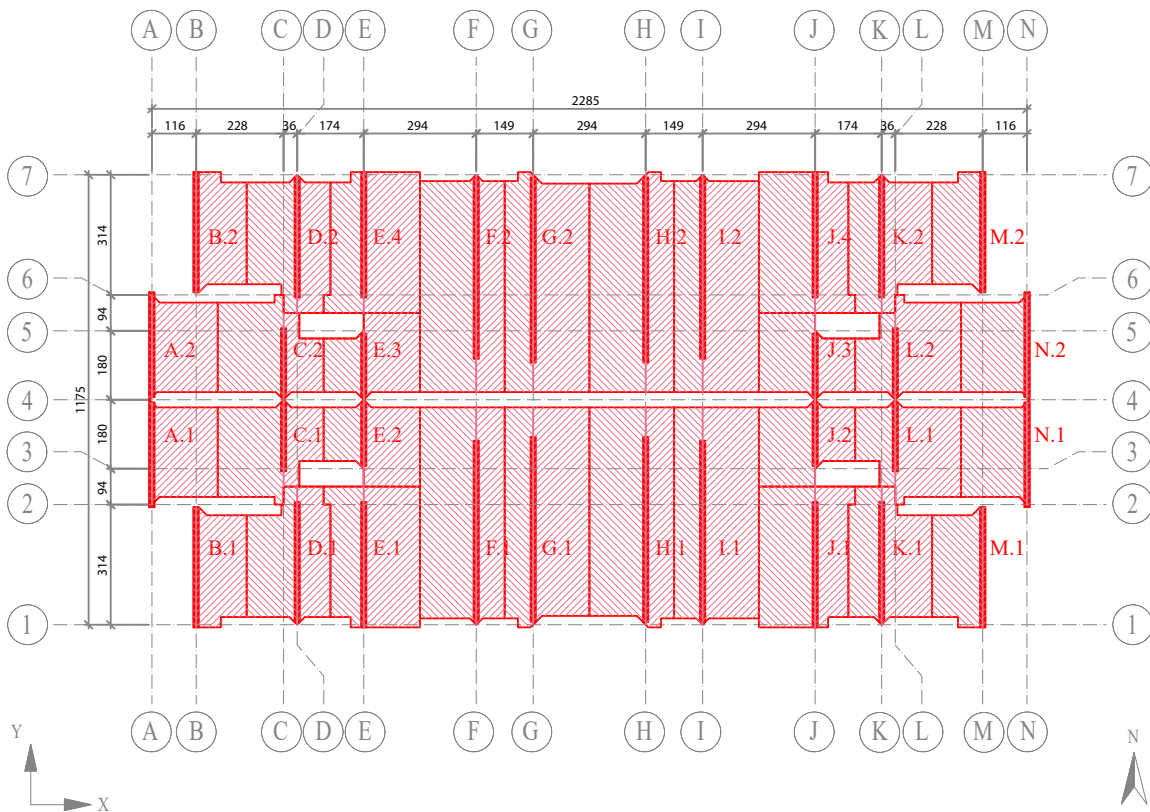 A B C D E F G H I J K L M N
2285
116 228 36 174 294 149 294 149 294 174 36 228 116
7 7
314
B.2 D.2 E.4 F.2 G.2 H.2 I.2 J.4 K.2 M.2
6 6
94
5 5
A.2 C.2 E.3 J.3 L.2 N.2
180
1175
4 4
180
A.1 C.1 E.2 J.2 L.1 N.1
3 3
94
2 2
314
B.1 D.1 E.1 F.1 G.1 H.1 I.1 J.1 K.1 M.1
1 1
A B C D E F G H I J K L M N
Y N
X